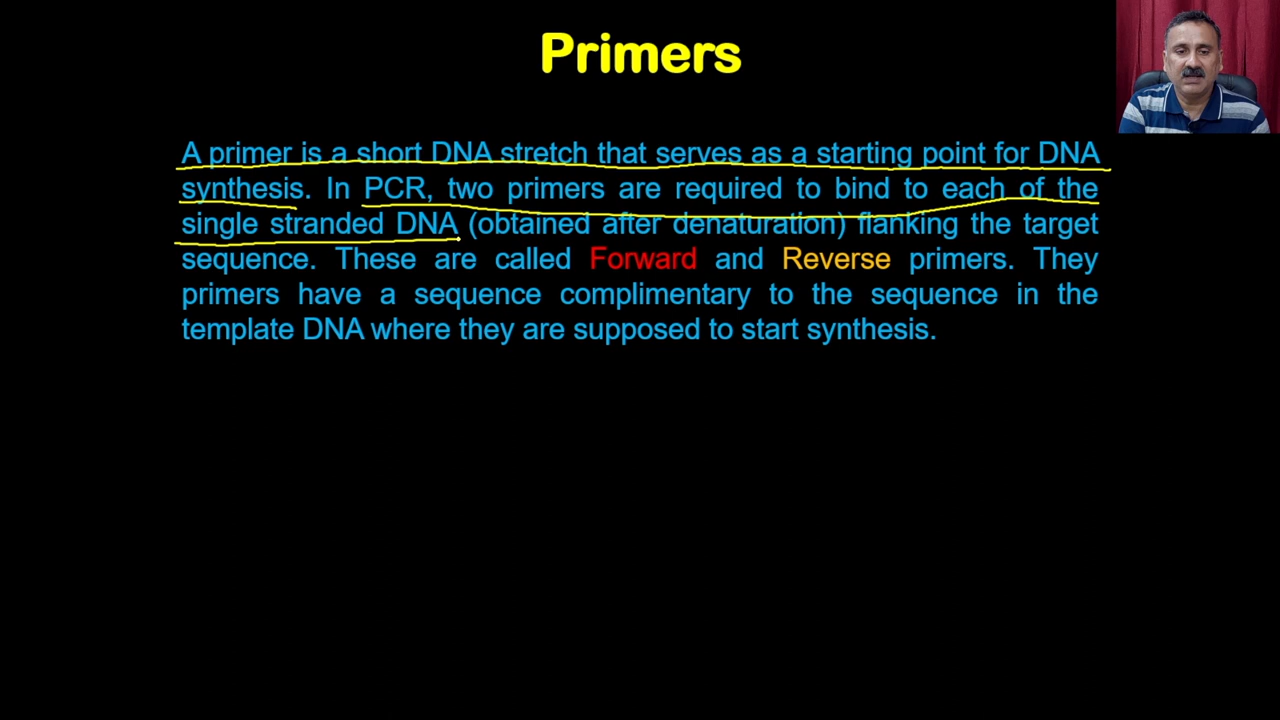 Primers
A primer is a short DNA stretch that serves as a starting point for DNA
synthesis. In PCR, two primers are required to bind to each of the
single stranded DNA (obtained after denaturation) flanking the target
sequence. These are called Forward and Reverse primers. They
primers have a sequence complimentary to the sequence in the
template DNA where they are supposed to start synthesis.